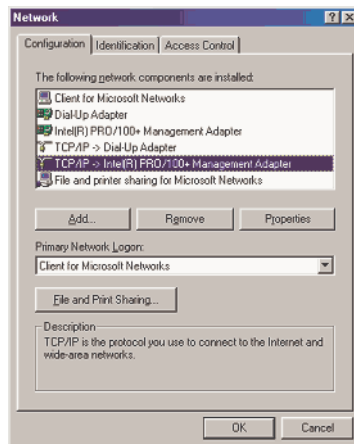 Network
Configuration Identification Access Control
The following network components are installed:
Client for Microsoft Networks
Dial-Up Adapter
Intel(R) PRO/100+ Management Adapter
TCP/IP -> Dial-Up Adapter
TCP/IP -> Intel(R) PRO/100+ Management Adapter
File and printer sharing for Microsoft Networks
Add... Remove Properties
Primary Network Logon:
Client for Microsoft Networks
File and Print Sharing...
Description
TCP/IP is the protocol you use to connect to the Internet and
wide-area networks.
OK Cancel